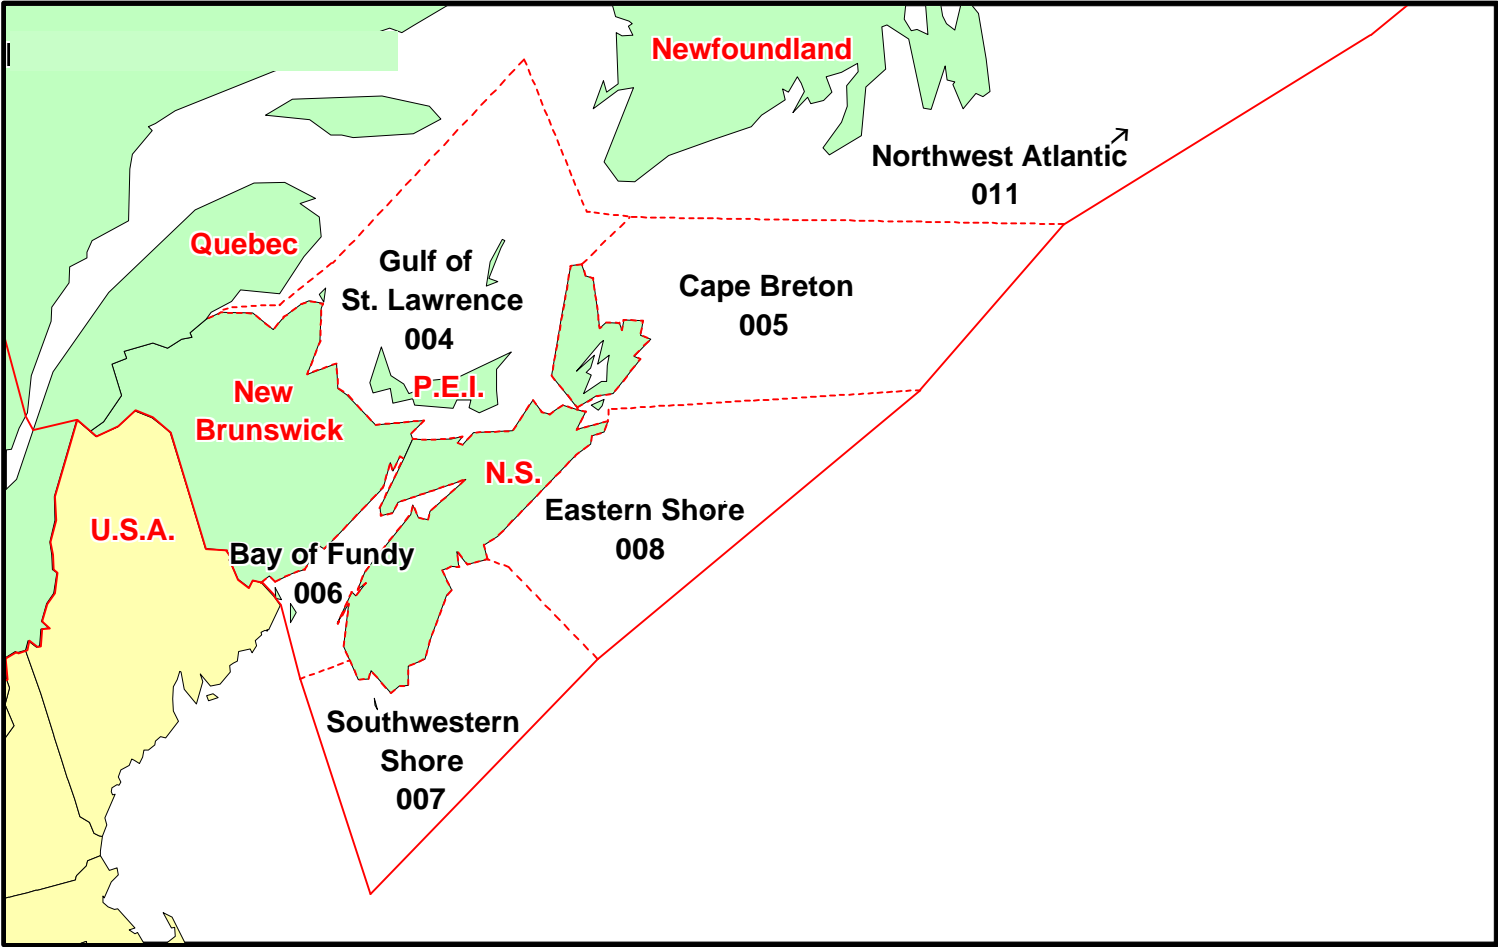 Newfoundland
Northwest Atlantic
011
Quebec
Gulf of
St. Lawrence
004
Cape Breton
005
P.E.I.
New
Brunswick
N.S.
Eastern Shore
008
U.S.A.
Bay of Fundy
006
Southwestern
Shore
007